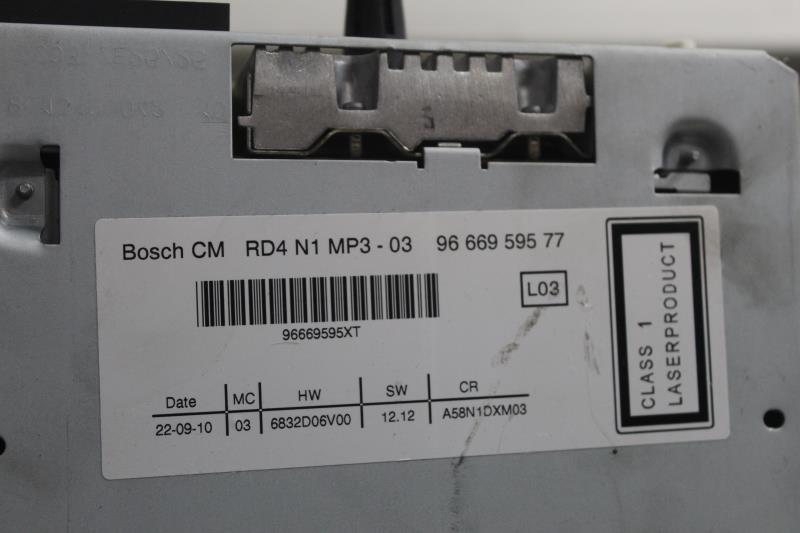 Bosch CM RD4 N1 MP3 - 03 96 669 595 77
L03
96669595XT
Date MC HW SW CR
22-09-10 03 6832D06V00 12.12 A58N1DXM03
CLASS 1
LASERPRODUCT